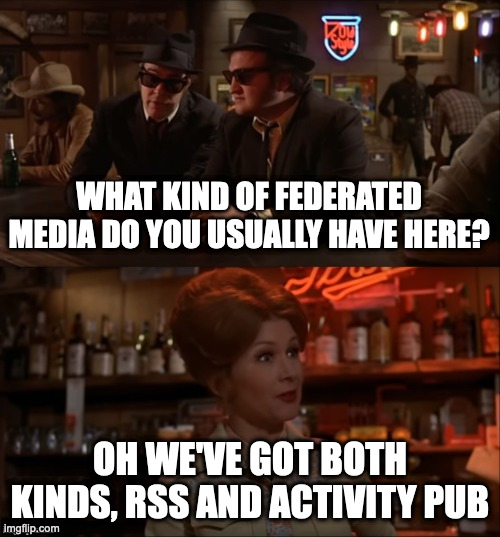 WHAT KIND OF FEDERATED
MEDIA DO YOU USUALLY HAVE HERE?
OH WE'VE GOT BOTH
KINDS, RSS AND ACTIVITY PUB
imgflip.com